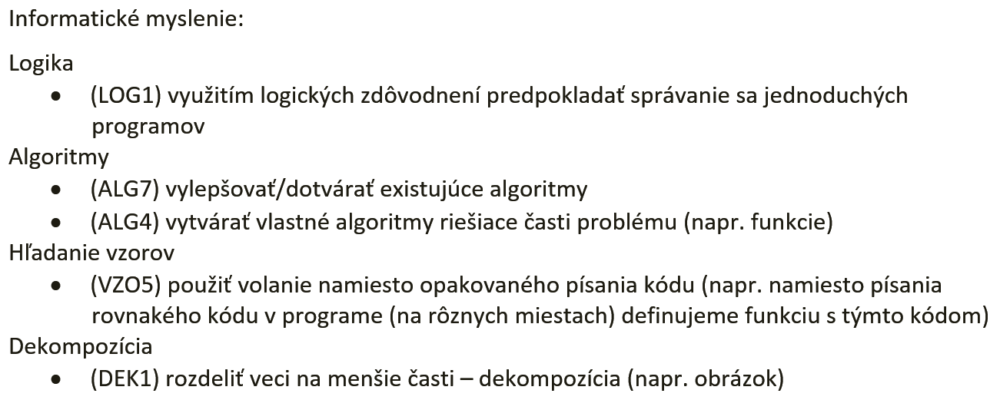 Informatické myslenie:
Logika
• (LOG1) využitím logických zdôvodnení predpokladať správanie sa jednoduchých
programov
Algoritmy
• (ALG7) vylepšovať/dotvárať existujúce algoritmy
• (ALG4) vytvárať vlastné algoritmy riešiace časti problému (napr. funkcie)
Hľadanie vzorov
• (VZO5) použiť volanie namiesto opakovaného písania kódu (napr. namiesto písania
rovnakého kódu v programe (na rôznych miestach) definujeme funkciu s týmto kódom)
Dekompozícia
• (DEK1) rozdeliť veci na menšie časti – dekompozícia (napr. obrázok)